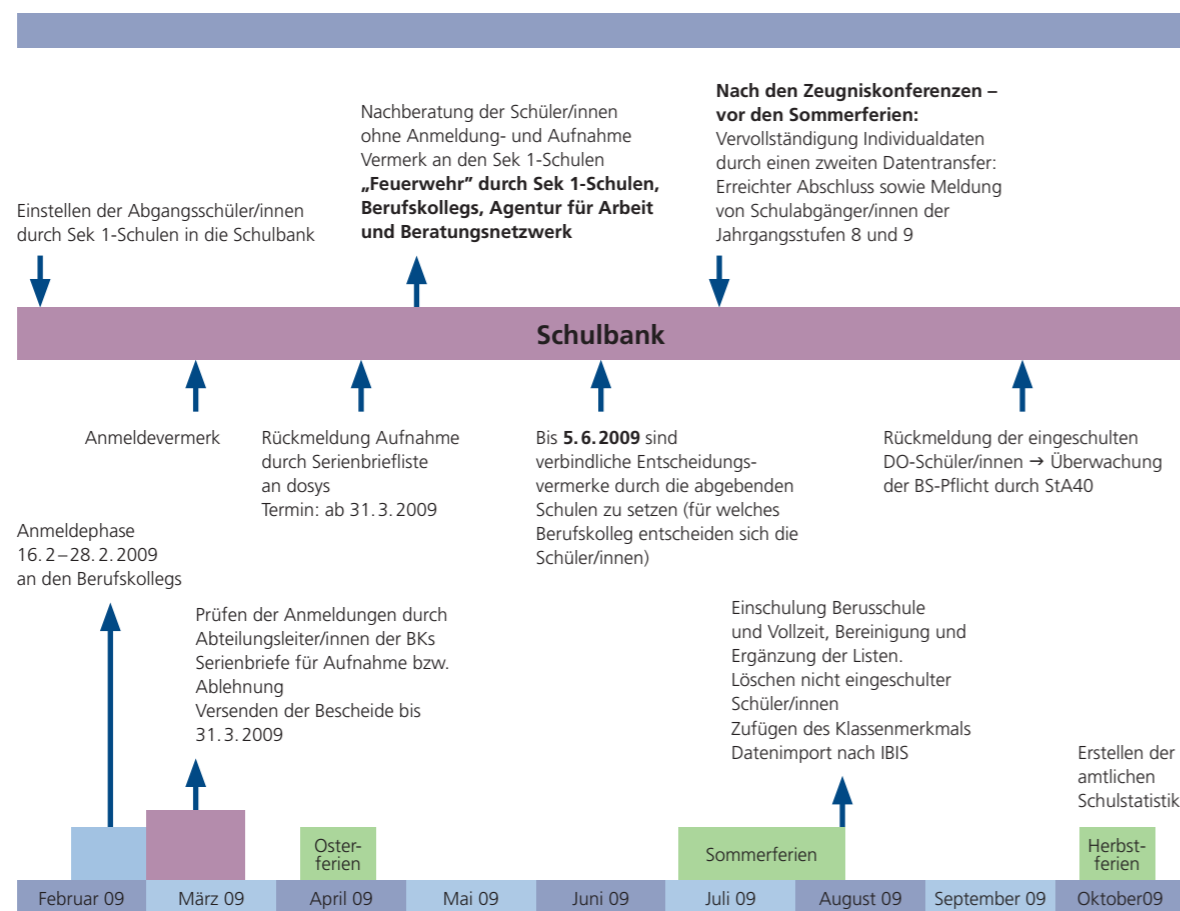 Nach den Zeugniskonferenzen –
vor den Sommerferien:
Vervollständigung Individualdaten
durch einen zweiten Datentransfer:
Erreichter Abschluss sowie Meldung
von Schulabgänger/innen der
Jahrgangsstufen 8 und 9
Nachberatung der Schüler/innen
ohne Anmeldung- und Aufnahme
Vermerk an den Sek 1-Schulen
„Feuerwehr” durch Sek 1-Schulen,
Berufskollegs, Agentur für Arbeit
und Beratungsnetzwerk
Einstellen der Abgangsschüler/innen
durch Sek 1-Schulen in die Schulbank
Schulbank
Anmeldevermerk
Rückmeldung Aufnahme
durch Serienbriefliste
an dosys
Termin: ab 31. 3. 2009
Bis 5. 6. 2009 sind
verbindliche Entscheidungs-
vermerke durch die abgebenden
Schulen zu setzen (für welches
Berufskolleg entscheiden sich die
Schüler/innen)
Rückmeldung der eingeschulten
DO-Schüler/innen → Überwachung
der BS-Pflicht durch StA40
Anmeldephase
16. 2 – 28. 2. 2009
an den Berufskollegs
Prüfen der Anmeldungen durch
Abteilungsleiter/innen der BKs
Serienbriefe für Aufnahme bzw.
Ablehnung
Versenden der Bescheide bis
31. 3. 2009
Einschulung Berusschule
und Vollzeit, Bereinigung und
Ergänzung der Listen.
Löschen nicht eingeschulter
Schüler/innen
Zufügen des Klassenmerkmals
Datenimport nach IBIS
Erstellen der
amtlichen
Schulstatistik
Oster-
ferien
Sommerferien
Herbst-
ferien
Februar 09
März 09
April 09
Mai 09
Juni 09
Juli 09
August 09
September 09
Oktober09